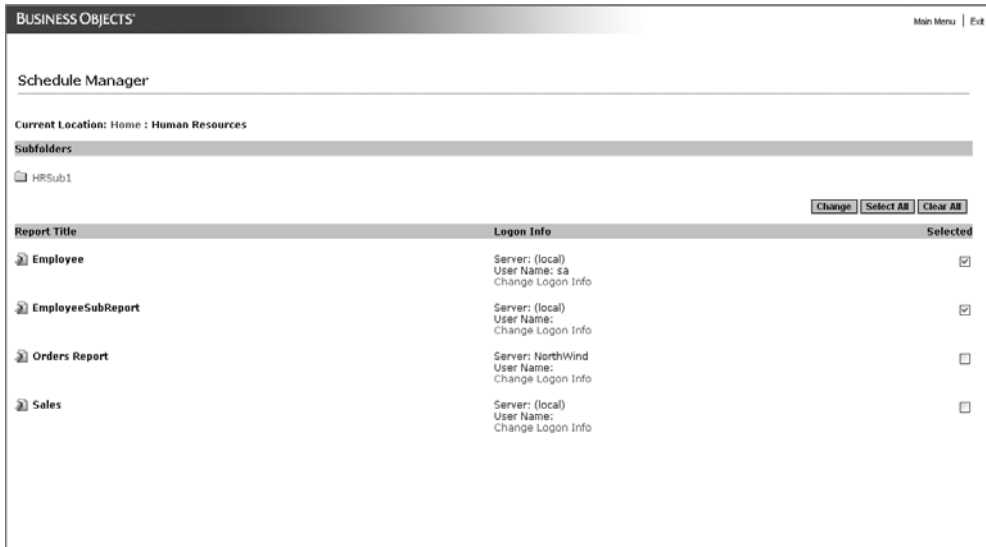 BUSINESS OBJECTS
Main Menu | Exit
Schedule Manager
Current Location: Home : Human Resources
Subfolders
HRSub1
Change Select All Clear All
Report Title Logon Info Selected
Employee Server: (local)
User Name: sa
Change Logon Info
EmployeeSubReport Server: (local)
User Name:
Change Logon Info
Orders Report Server: NorthWind
User Name:
Change Logon Info
Sales Server: (local)
User Name:
Change Logon Info